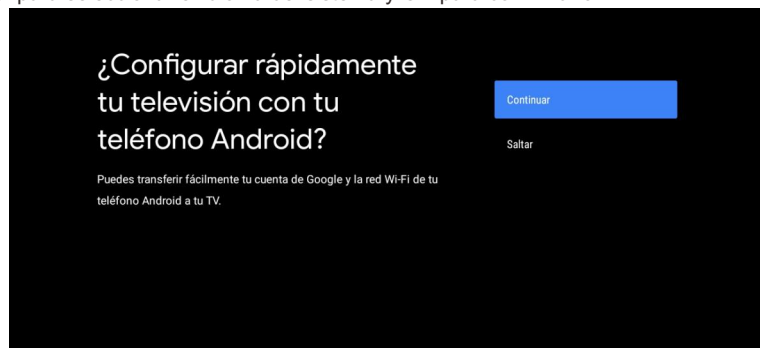 ¿Configurar rápidamente
tu televisión con tu
teléfono Android?
Puedes transferir fácilmente tu cuenta de Google y la red Wi-Fi de tu
teléfono Android a tu TV.
Continuar
Saltar